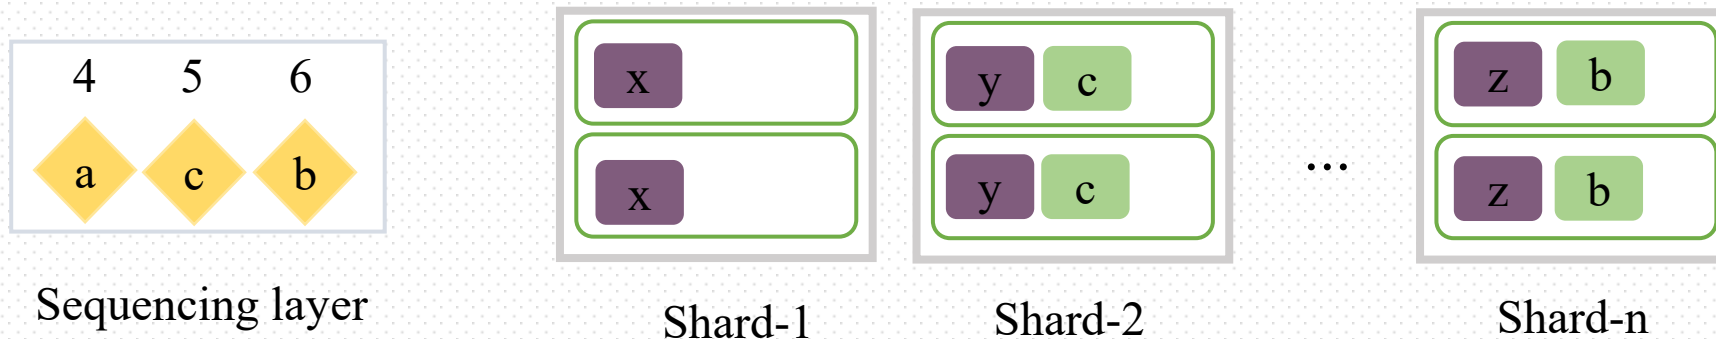 4 5 6
a c b
Sequencing layer
x
x
Shard-1
y c
y c
Shard-2
...
z b
z b
Shard-n